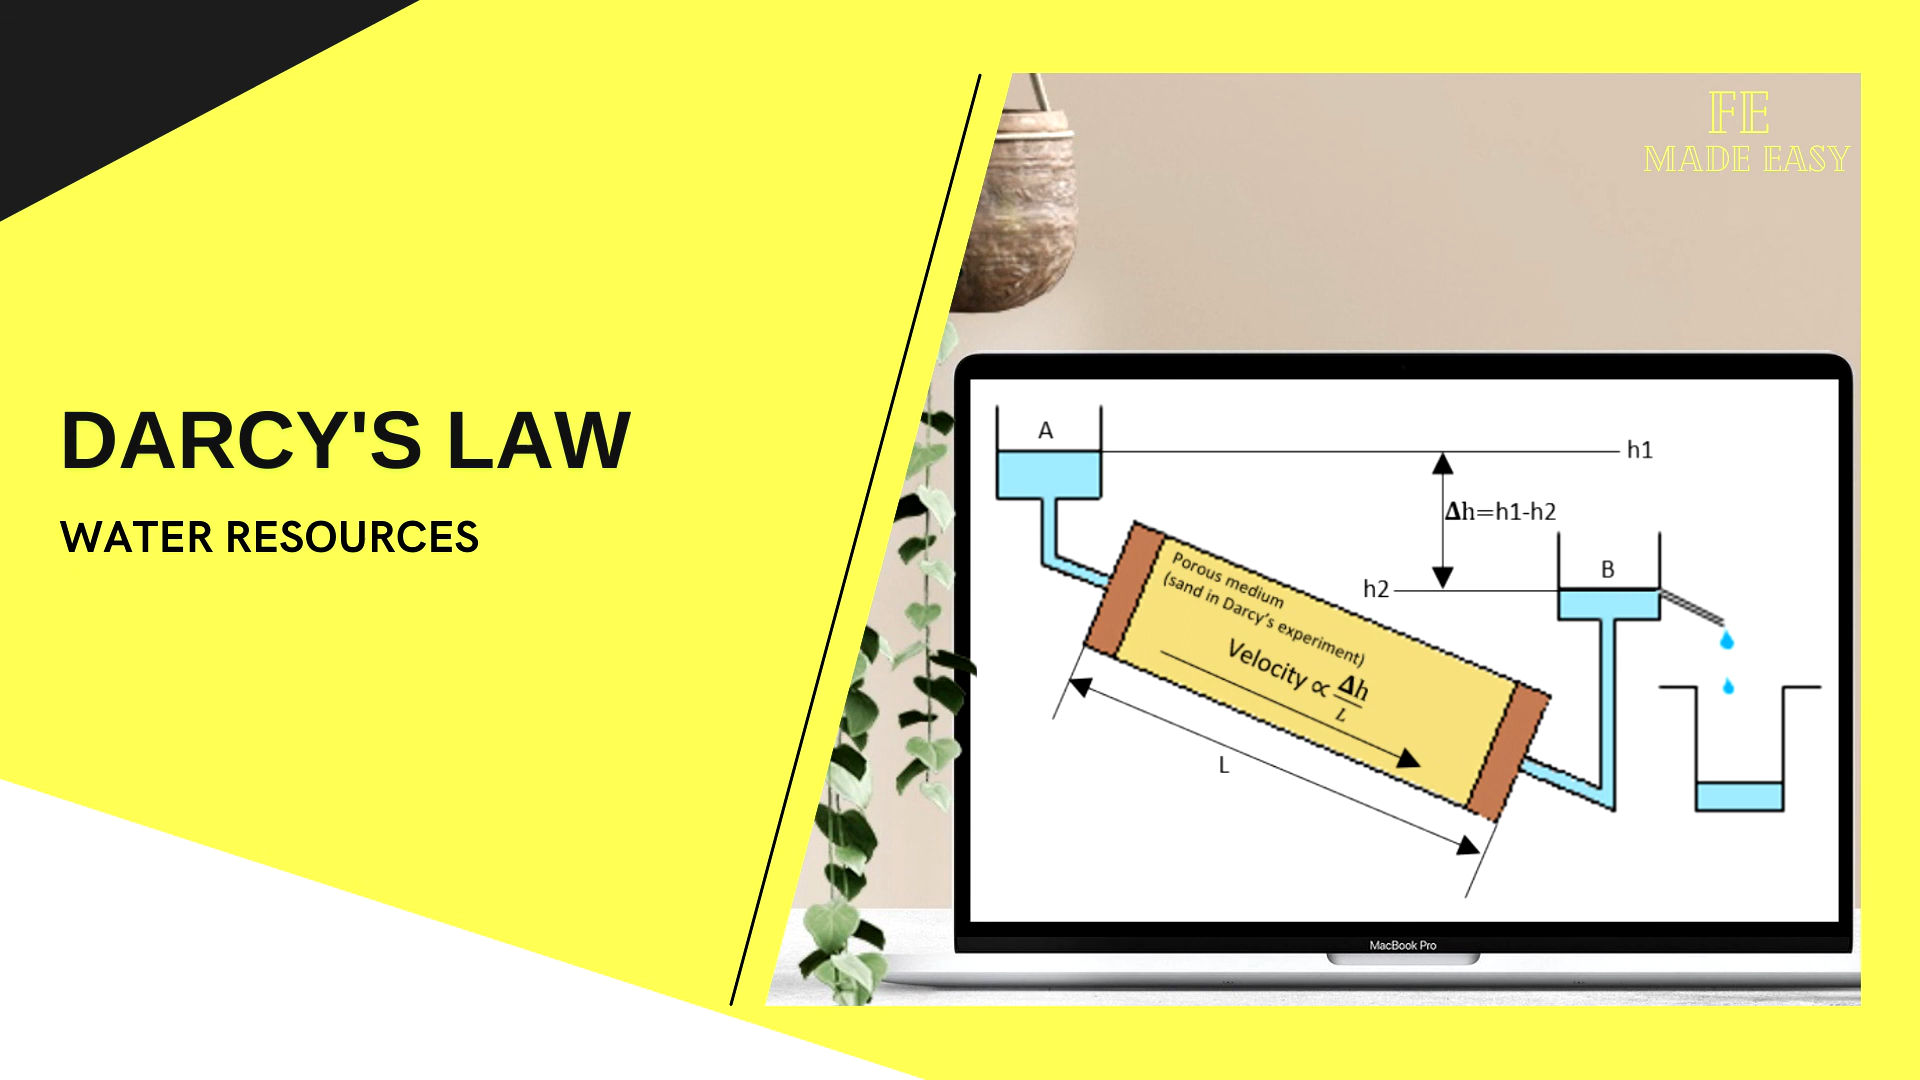 DARCY'S LAW
WATER RESOURCES
FE
MADE EASY
A
h1
Δh=h1-h2
B
h2
Porous medium
(sand in Darcy's experiment)
Velocity ∝ Δh/L
L
MacBook Pro